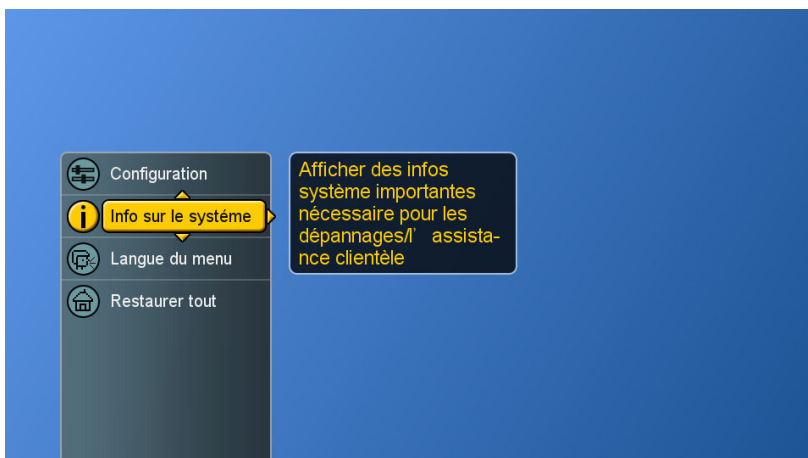 Configuration
Info sur le systéme
Langue du menu
Restaurer tout
Afficher des infos
système importantes
nécessaire pour les
dépannages/l' assista-
nce clientèle